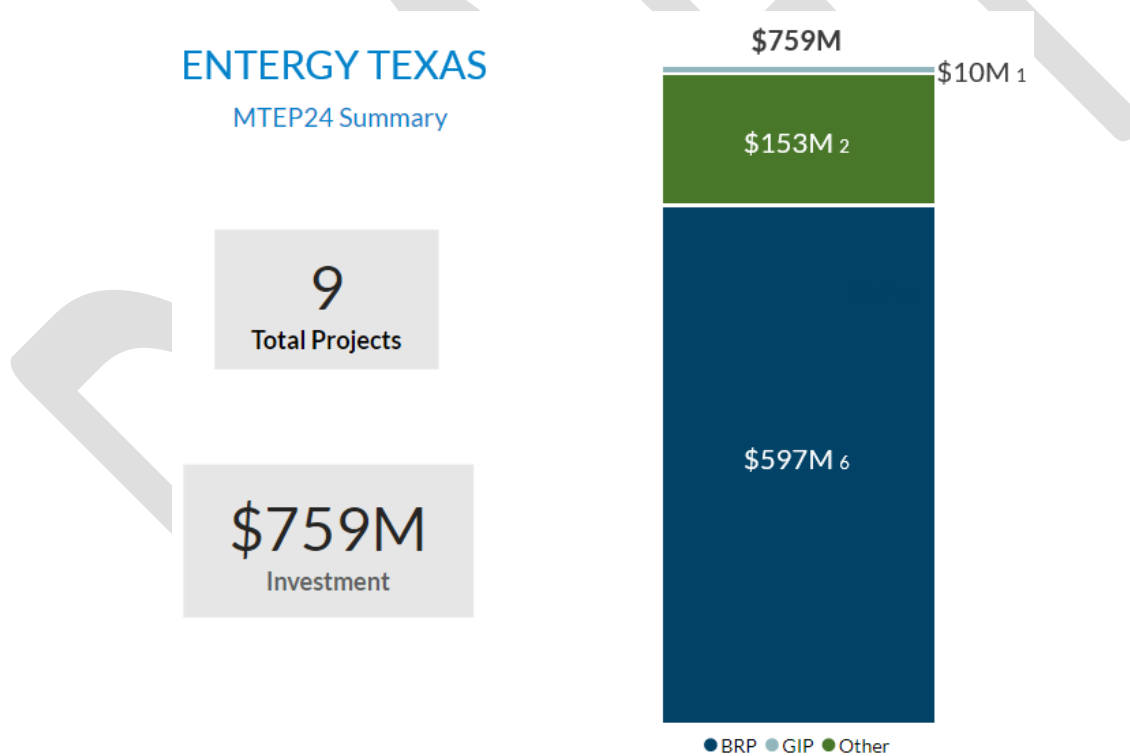 ENTERGY TEXAS
MTEP24 Summary
9
Total Projects
$759M
Investment
$759M
$10M 1
$153M 2
$597M 6
BRP GIP Other